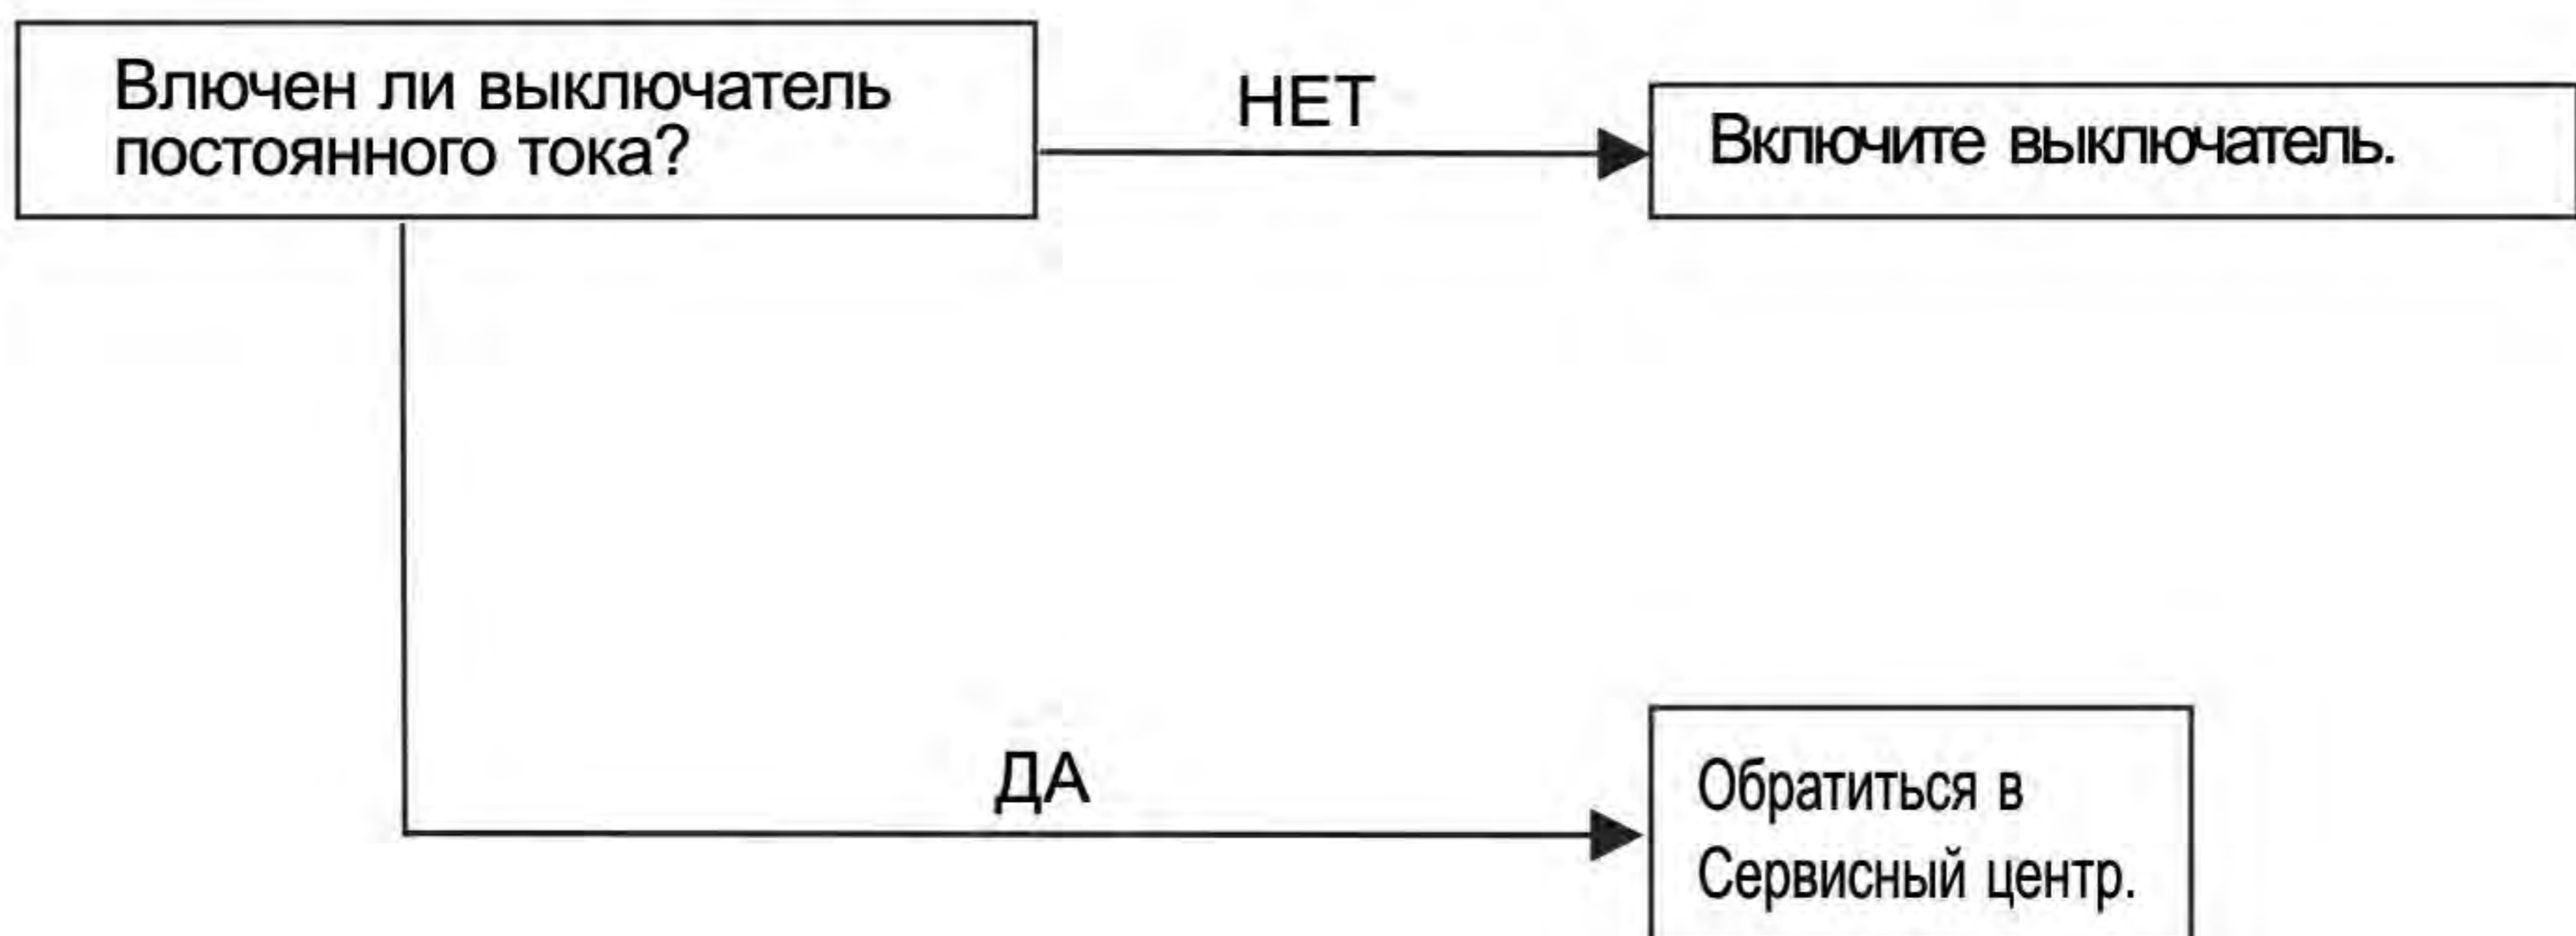 Влючен ли выключатель
постоянного тока?
НЕТ
Включите выключатель.
ДА
Обратиться в
Сервисный центр.